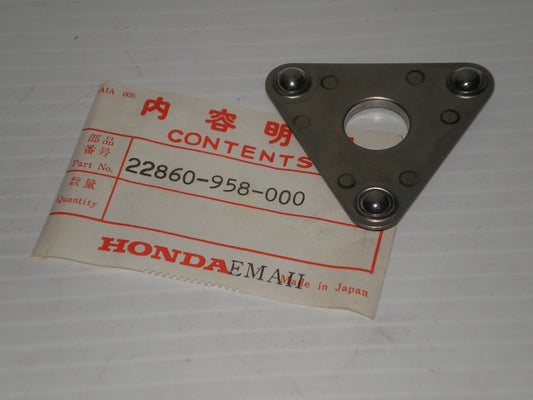 AIA 005
内容明
CONTENTS
部品
番号
Part No.
22860-958-000
数量
Quantity
HONDA EMAII
Made in Japan